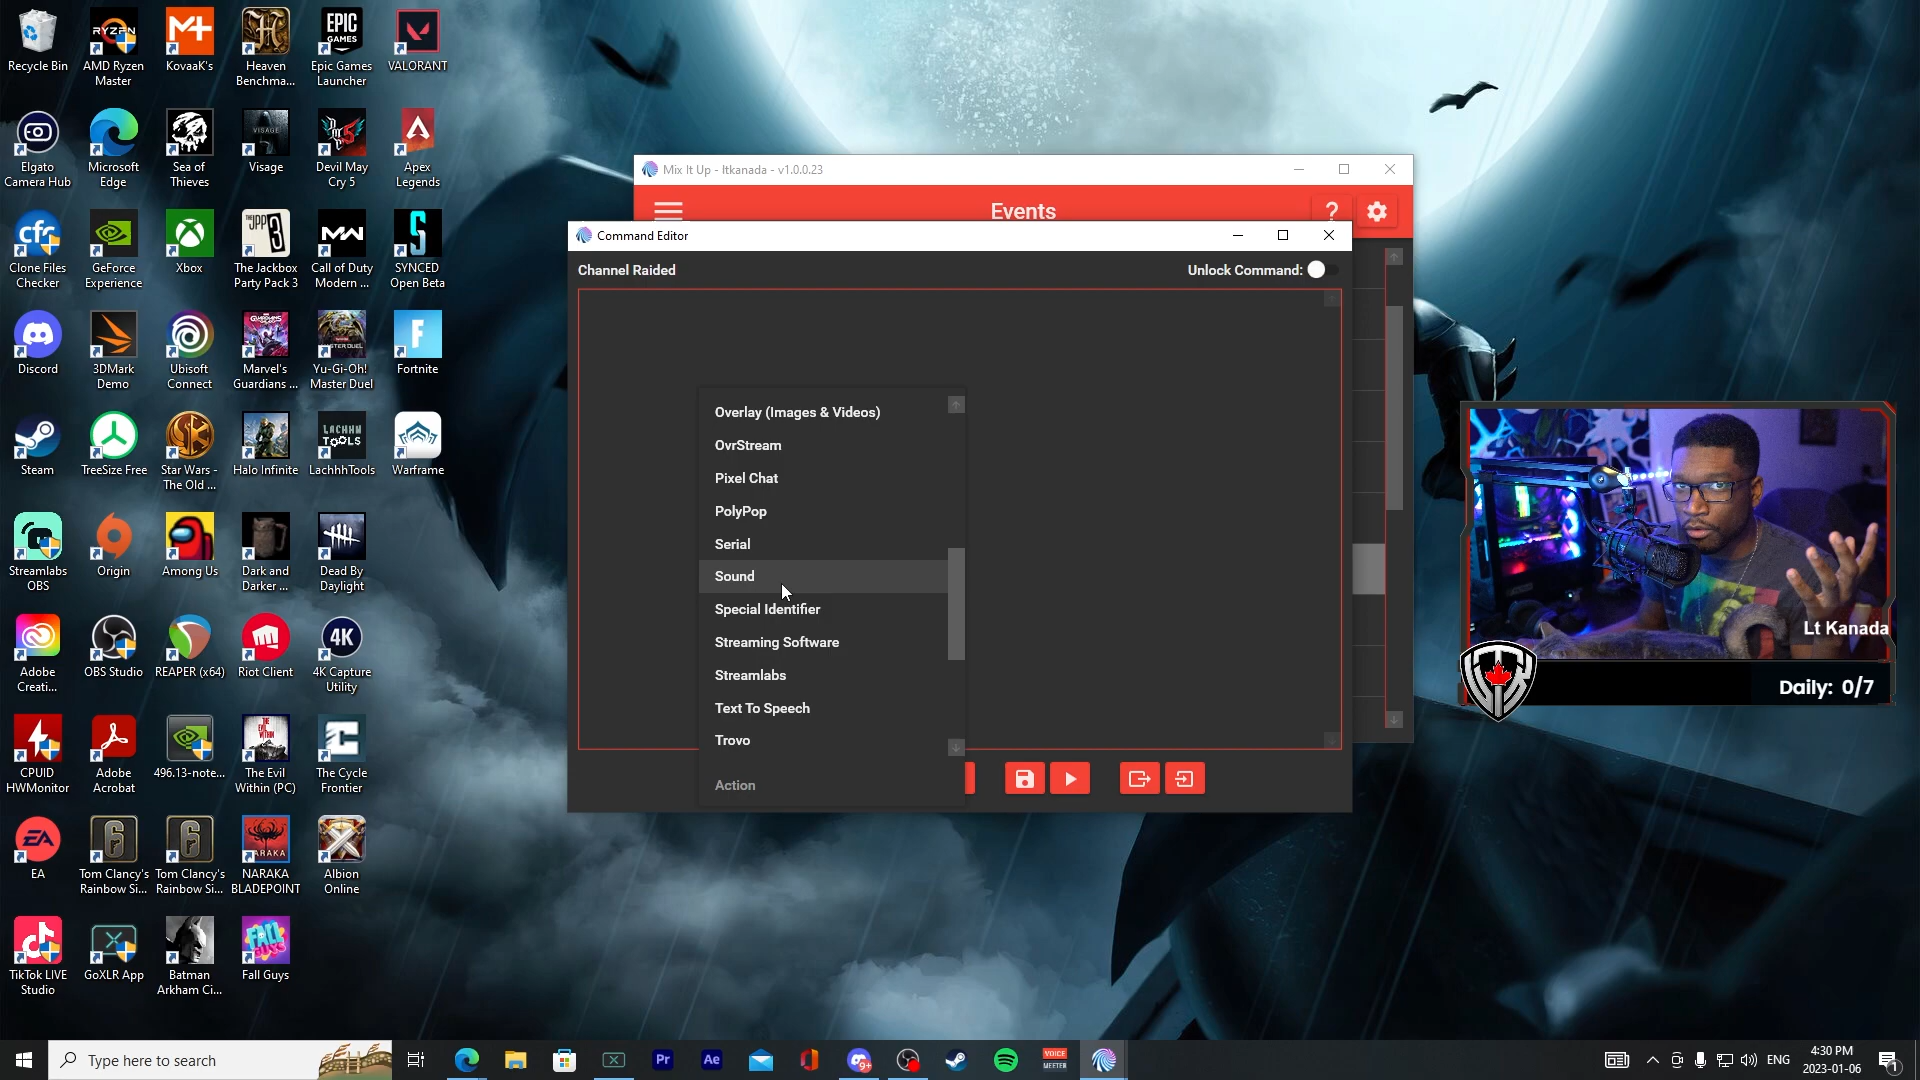 Recycle Bin
AMD Ryzen
Master
KovaaK's
Heaven
Benchma...
Epic Games
Launcher
VALORANT
Elgato
Camera Hub
Microsoft
Edge
Sea of
Thieves
Visage
Devil May
Cry 5
Apex
Legends
Clone Files
Checker
GeForce
Experience
Xbox
The Jackbox
Party Pack 3
Call of Duty
Modern ...
SYNCED
Open Beta
Discord
3DMark
Demo
Ubisoft
Connect
Marvel's
Guardians ...
Yu-Gi-Oh!
Master Duel
Fortnite
Steam
TreeSize Free
Star Wars -
The Old ...
Halo Infinite
LachhhTools
Warframe
Streamlabs
OBS
Origin
Among Us
Dark and
Darker ...
Dead By
Daylight
Adobe
Creati...
OBS Studio
REAPER (x64)
Riot Client
4K Capture
Utility
CPUID
HWMonitor
Adobe
Acrobat
496.13-note...
The Evil
Within (PC)
The Cycle
Frontier
EA
Tom Clancy's
Rainbow Si...
Tom Clancy's
Rainbow Si...
NARAKA
BLADEPOINT
Albion
Online
TikTok LIVE
Studio
GoXLR App
Batman
Arkham Ci...
Fall Guys
Mix It Up - ltkanada - v1.0.0.23
Events
?
Command Editor
Channel Raided
Unlock Command:
Overlay (Images & Videos)
OvrStream
Pixel Chat
PolyPop
Serial
Sound
Special Identifier
Streaming Software
Streamlabs
Text To Speech
Trovo
Action
Lt Kanada
Daily: 0/7
Type here to search
Pr
Ae
VOICE
MEETER
ENG
4:30 PM
2023-01-06
1